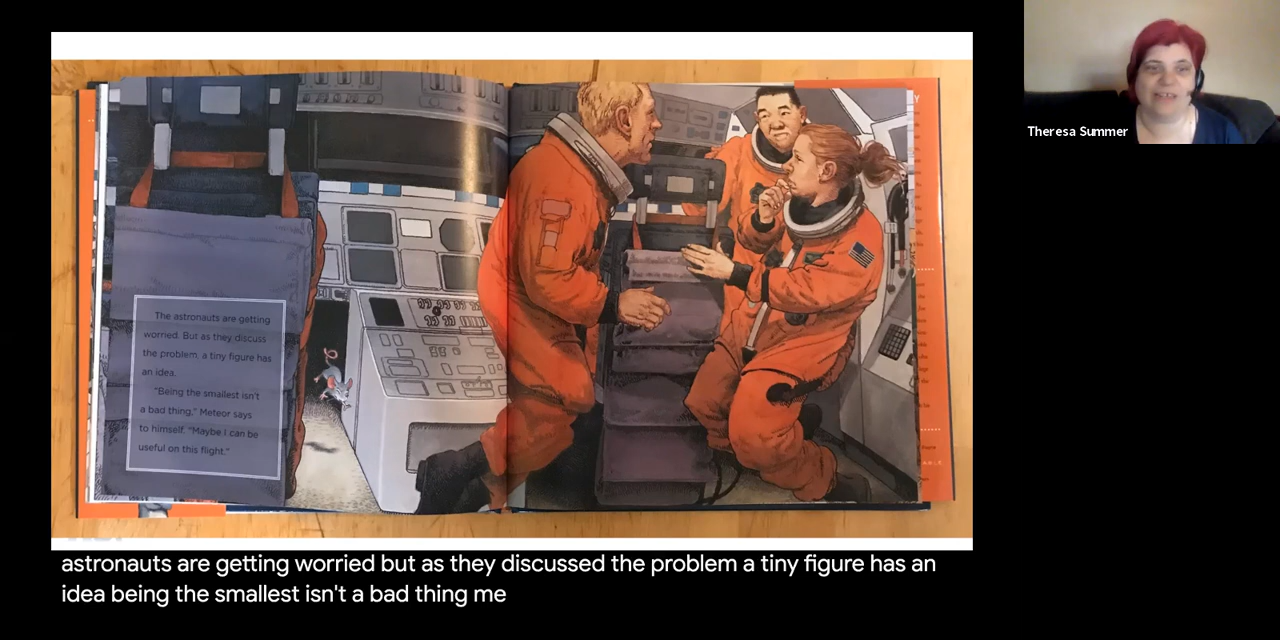 The astronauts are getting
worried. But as they discuss
the problem, a tiny figure has
an idea.
"Being the smallest isn't
a bad thing," Meteor says
to himself. "Maybe I can be
useful on this flight."
Theresa Summer
astronauts are getting worried but as they discussed the problem a tiny figure has an
idea being the smallest isn't a bad thing me